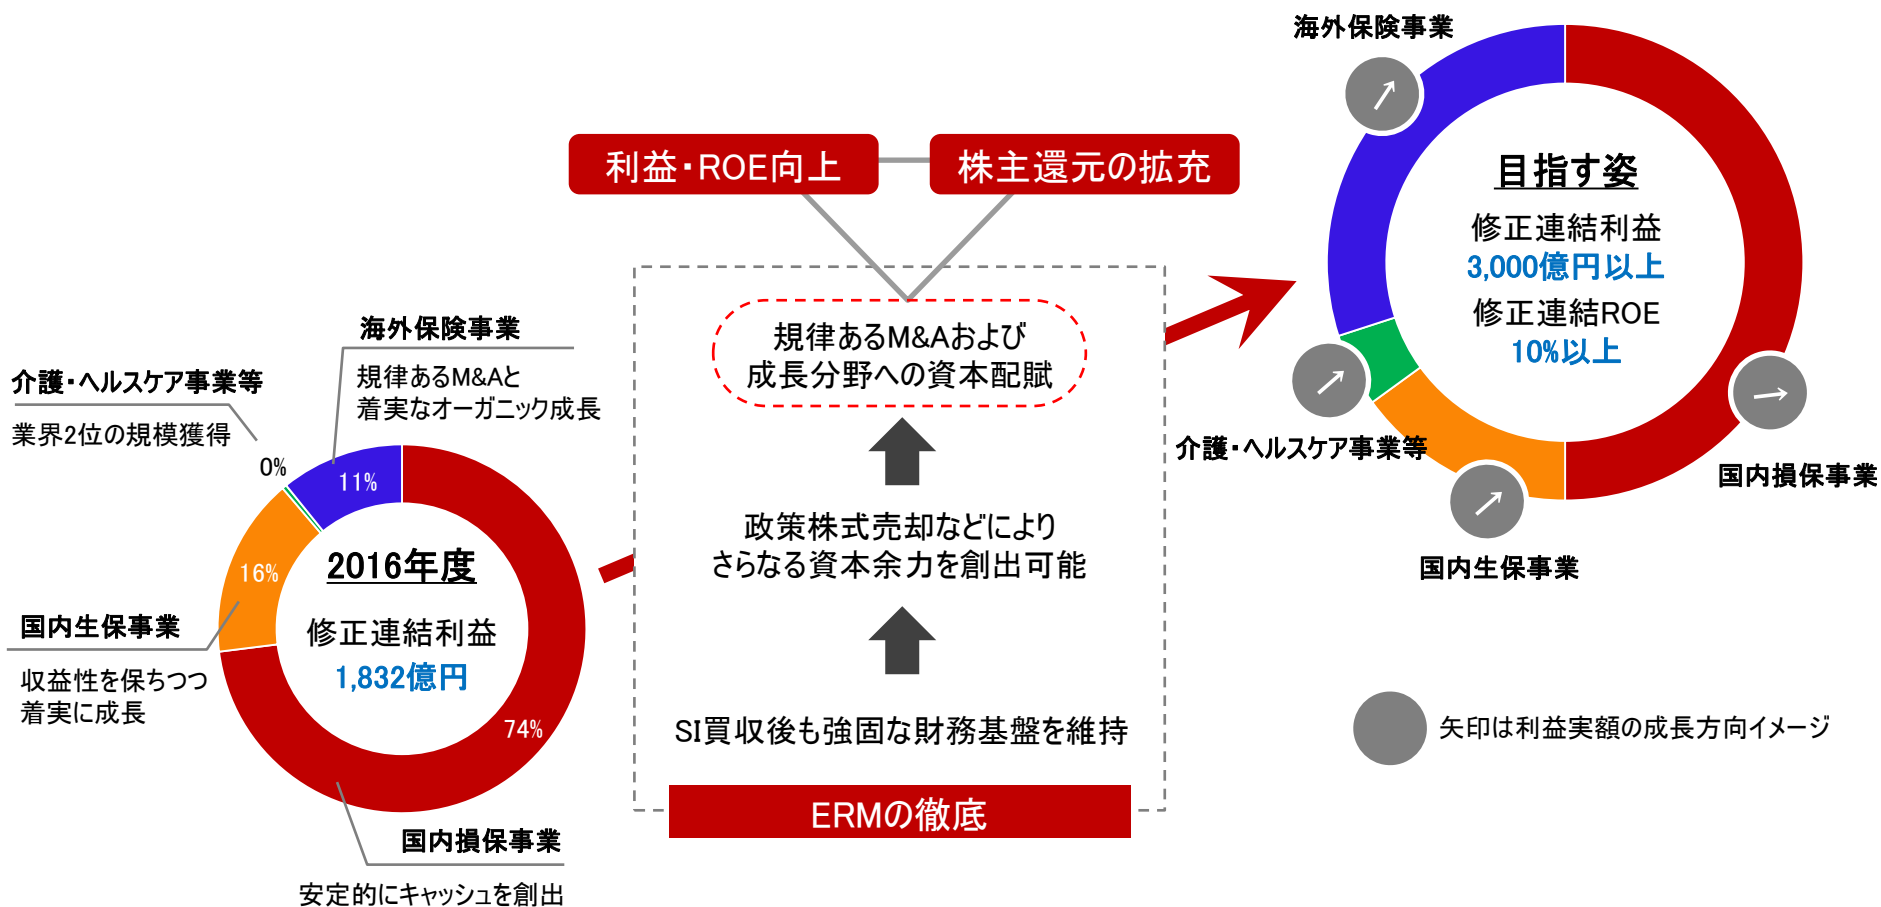 海外保険事業
規律あるM&Aと
着実なオーガニック成長
介護・ヘルスケア事業等
業界2位の規模獲得
0%
11%
16%
74%
2016年度
修正連結利益
1,832億円
国内生保事業
収益性を保ちつつ
着実に成長
国内損保事業
安定的にキャッシュを創出
利益・ROE向上
株主還元の拡充
規律あるM&Aおよび
成長分野への資本配賦
政策株式売却などにより
さらなる資本余力を創出可能
SI買収後も強固な財務基盤を維持
ERMの徹底
海外保険事業
目指す姿
修正連結利益
3,000億円以上
修正連結ROE
10%以上
介護・ヘルスケア事業等
国内損保事業
国内生保事業
矢印は利益実額の成長方向イメージ